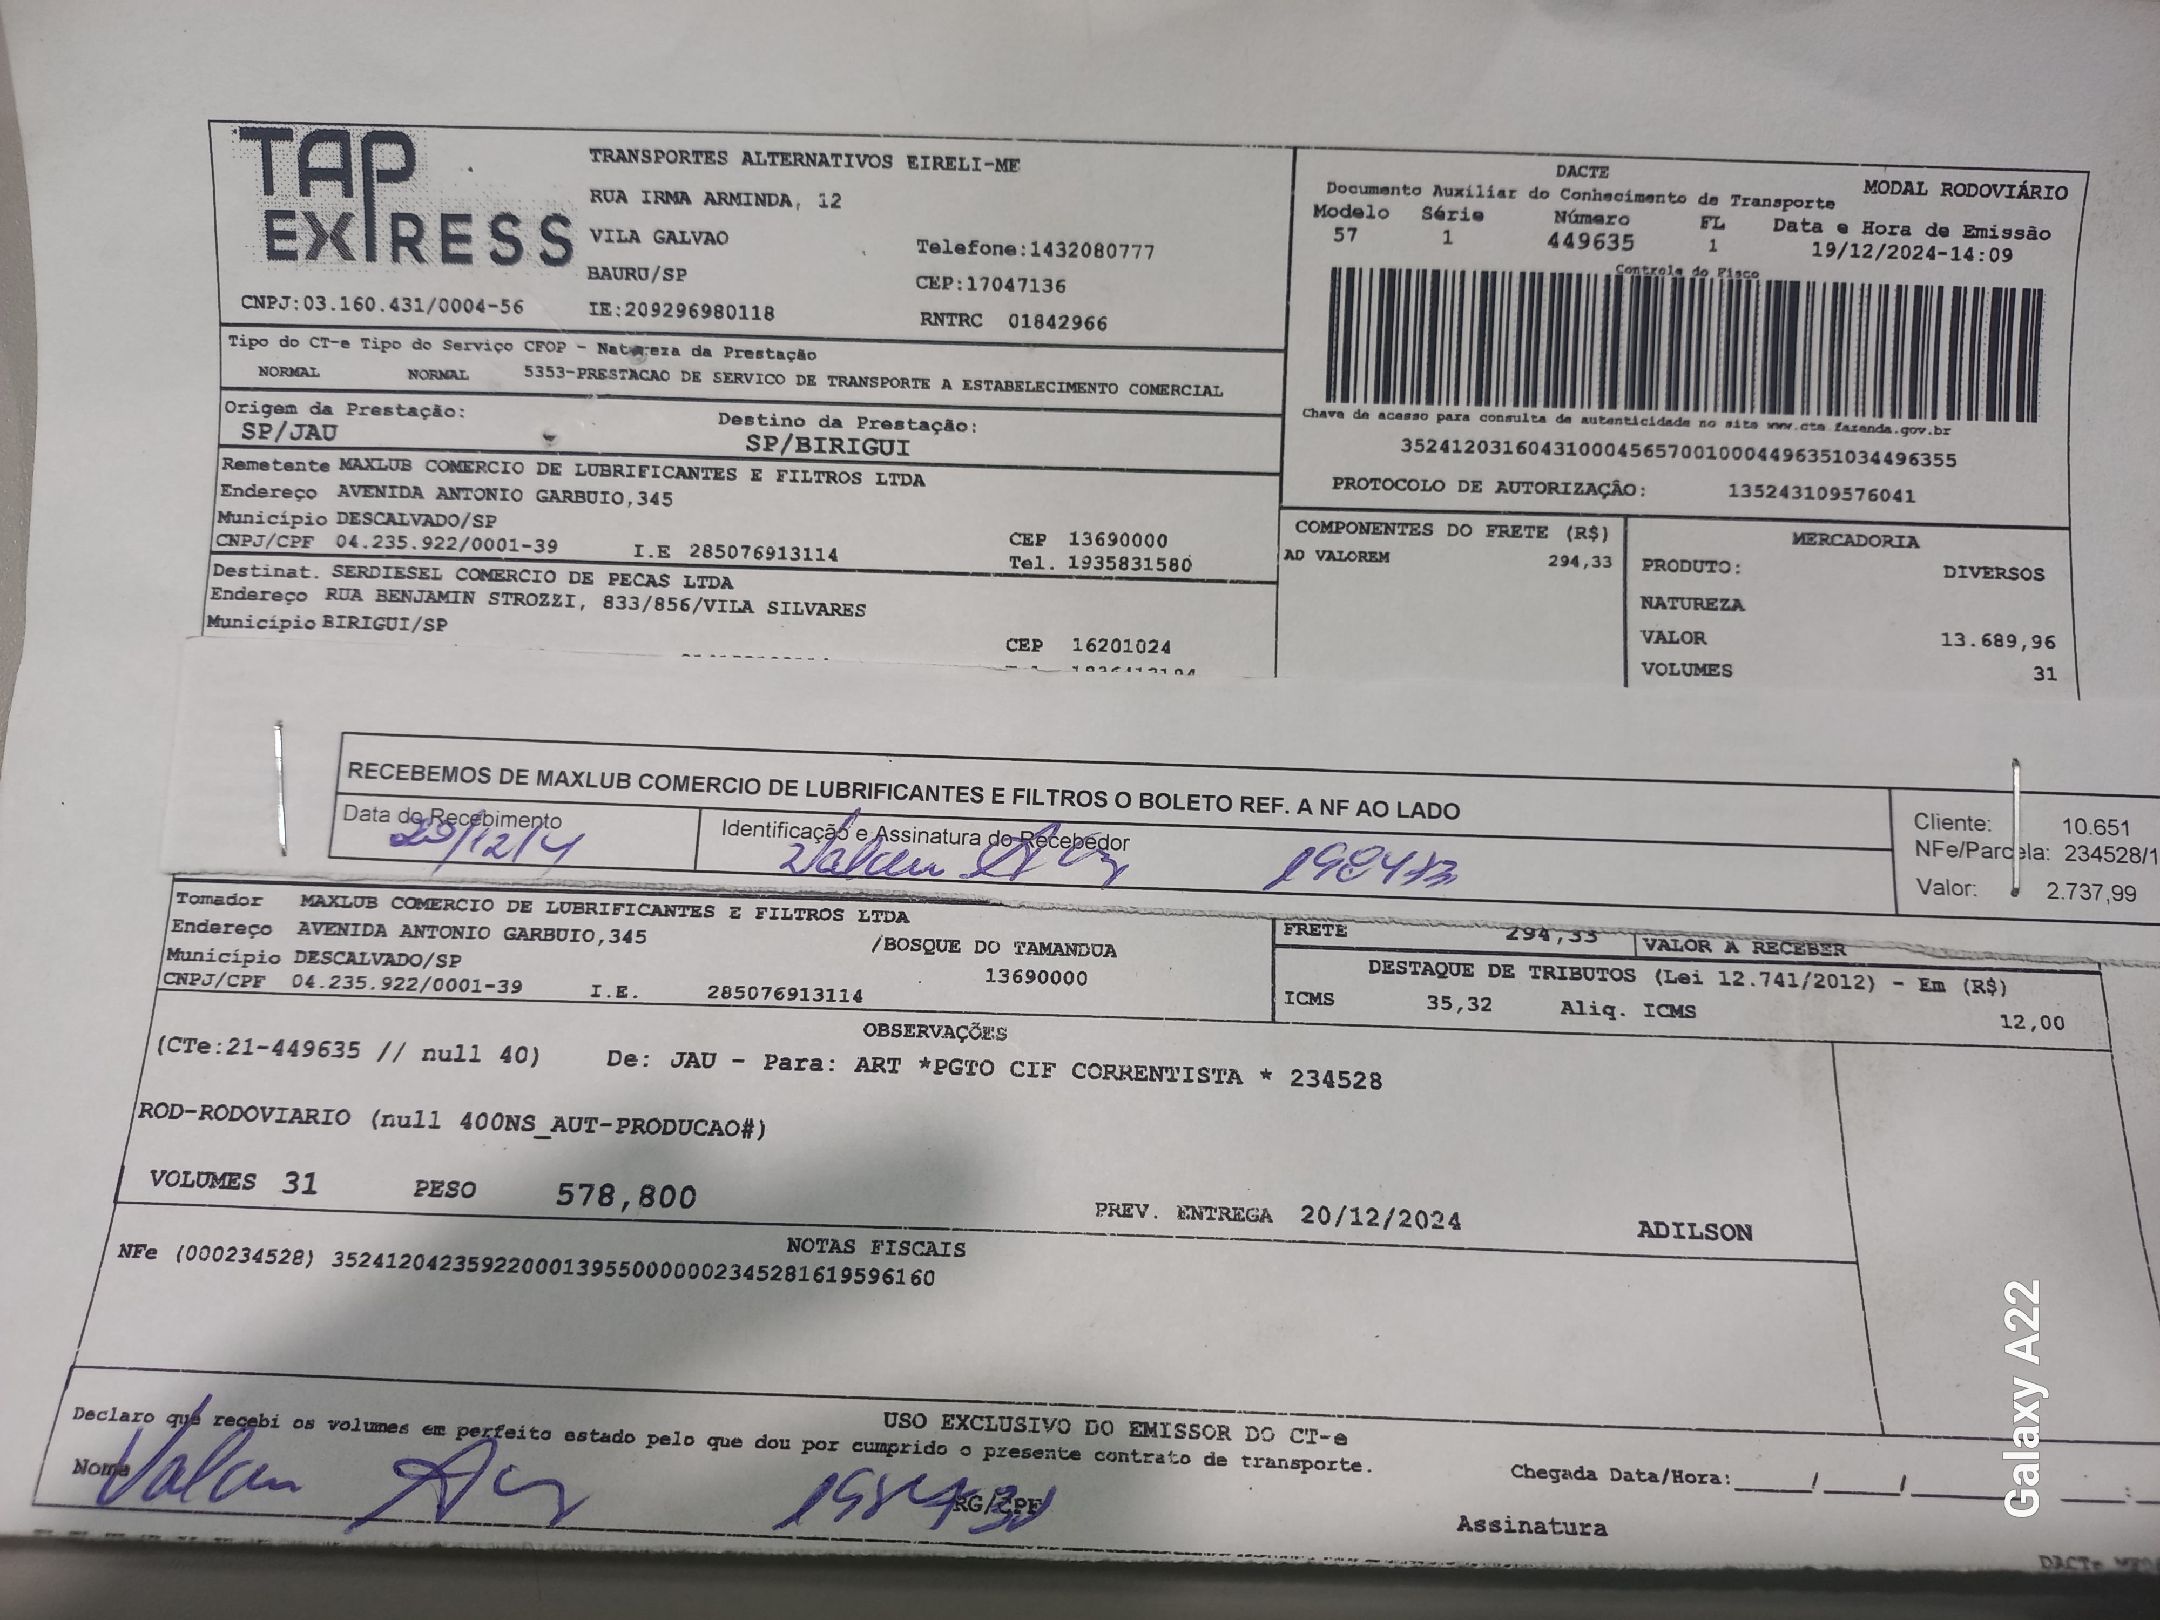 TAP EXPRESS
TRANSPORTES ALTERNATIVOS EIRELI-ME
RUA IRMA ARMINDA, 12
VILA GALVAO
Telefone:1432080777
BAURU/SP
CEP:17047136
CNPJ:03.160.431/0004-56
IE:209296980118
RNTRC 01842966
DACTE
MODAL RODOVIÁRIO
Documento Auxiliar do Conhecimento de Transporte
Modelo Série Número FL Data e Hora de Emissão
57 1 449635 1 19/12/2024-14:09
Controle do Fisco
Chave de acesso para consulta de autenticidade no site www.cte.fazenda.gov.br
35241203160431000456570010004496351034496355
PROTOCOLO DE AUTORIZAÇÃO: 135243109576041
Tipo do CT-e Tipo do Serviço CFOP - Natureza da Prestação
NORMAL NORMAL 5353-PRESTACAO DE SERVICO DE TRANSPORTE A ESTABELECIMENTO COMERCIAL
Origem da Prestação: Destino da Prestação:
SP/JAU SP/BIRIGUI
Remetente MAXLUB COMERCIO DE LUBRIFICANTES E FILTROS LTDA
Endereço AVENIDA ANTONIO GARBUIO,345
Município DESCALVADO/SP CEP 13690000
CNPJ/CPF 04.235.922/0001-39 I.E 285076913114 Tel. 1935831580
Destinat. SERDIESEL COMERCIO DE PECAS LTDA
Endereço RUA BENJAMIN STROZZI, 833/856/VILA SILVARES
Município BIRIGUI/SP CEP 16201024
COMPONENTES DO FRETE (R$)
AD VALOREM 294,33
MERCADORIA
PRODUTO: DIVERSOS
NATUREZA
VALOR 13.689,96
VOLUMES 31
RECEBEMOS DE MAXLUB COMERCIO DE LUBRIFICANTES E FILTROS O BOLETO REF. A NF AO LADO
Data do Recebimento Identificação e Assinatura do Recebedor
Cliente: 10.651
NFe/Parcela: 234528/1
Valor: 2.737,99
Tomador MAXLUB COMERCIO DE LUBRIFICANTES E FILTROS LTDA
Endereço AVENIDA ANTONIO GARBUIO,345 /BOSQUE DO TAMANDUA
Município DESCALVADO/SP 13690000
CNPJ/CPF 04.235.922/0001-39 I.E. 285076913114
FRETE 294,33 VALOR A RECEBER
DESTAQUE DE TRIBUTOS (Lei 12.741/2012) - Em (R$)
ICMS 35,32 Aliq. ICMS 12,00
OBSERVAÇÕES
(CTe:21-449635 // null 40) De: JAU - Para: ART *PGTO CIF CORRENTISTA * 234528
ROD-RODOVIARIO (null 400NS_AUT-PRODUCAO#)
VOLUMES 31 PESO 578,800 PREV. ENTREGA 20/12/2024 ADILSON
NOTAS FISCAIS
NFe (000234528) 35241204235922000139550000002345281619596160
USO EXCLUSIVO DO EMISSOR DO CT-e
Declaro que recebi os volumes em perfeito estado pelo que dou por cumprido o presente contrato de transporte.
Nome RG/CPF
Chegada Data/Hora:____/____/____ ____:
Assinatura
Galaxy A22